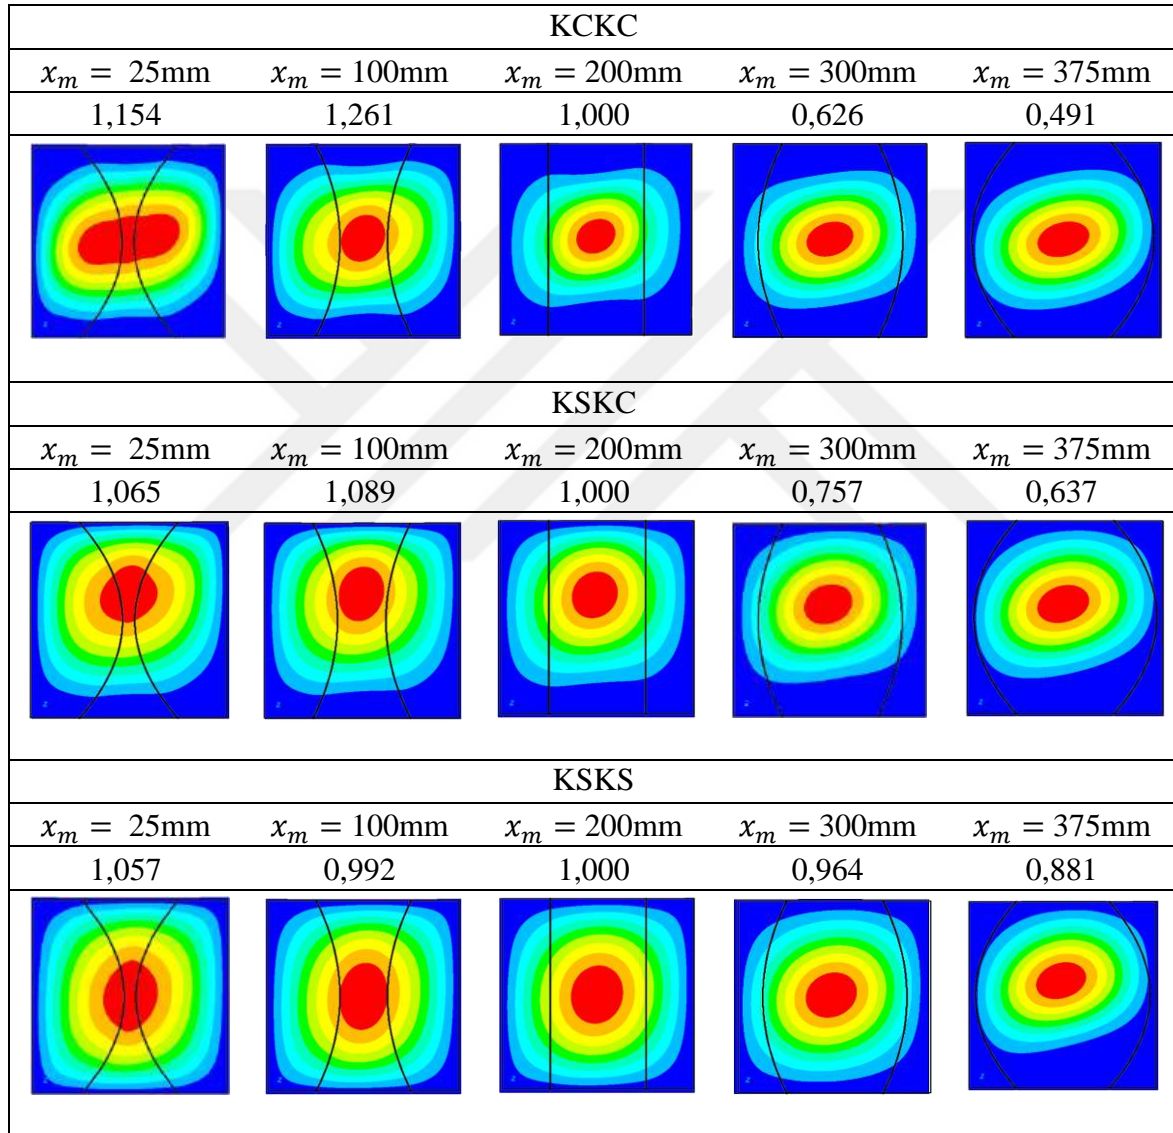 KCKC
x_m = 25mm x_m = 100mm x_m = 200mm x_m = 300mm x_m = 375mm
1,154 1,261 1,000 0,626 0,491
z z z z z
KSKC
x_m = 25mm x_m = 100mm x_m = 200mm x_m = 300mm x_m = 375mm
1,065 1,089 1,000 0,757 0,637
z z z z z
KSKS
x_m = 25mm x_m = 100mm x_m = 200mm x_m = 300mm x_m = 375mm
1,057 0,992 1,000 0,964 0,881
z z z z z